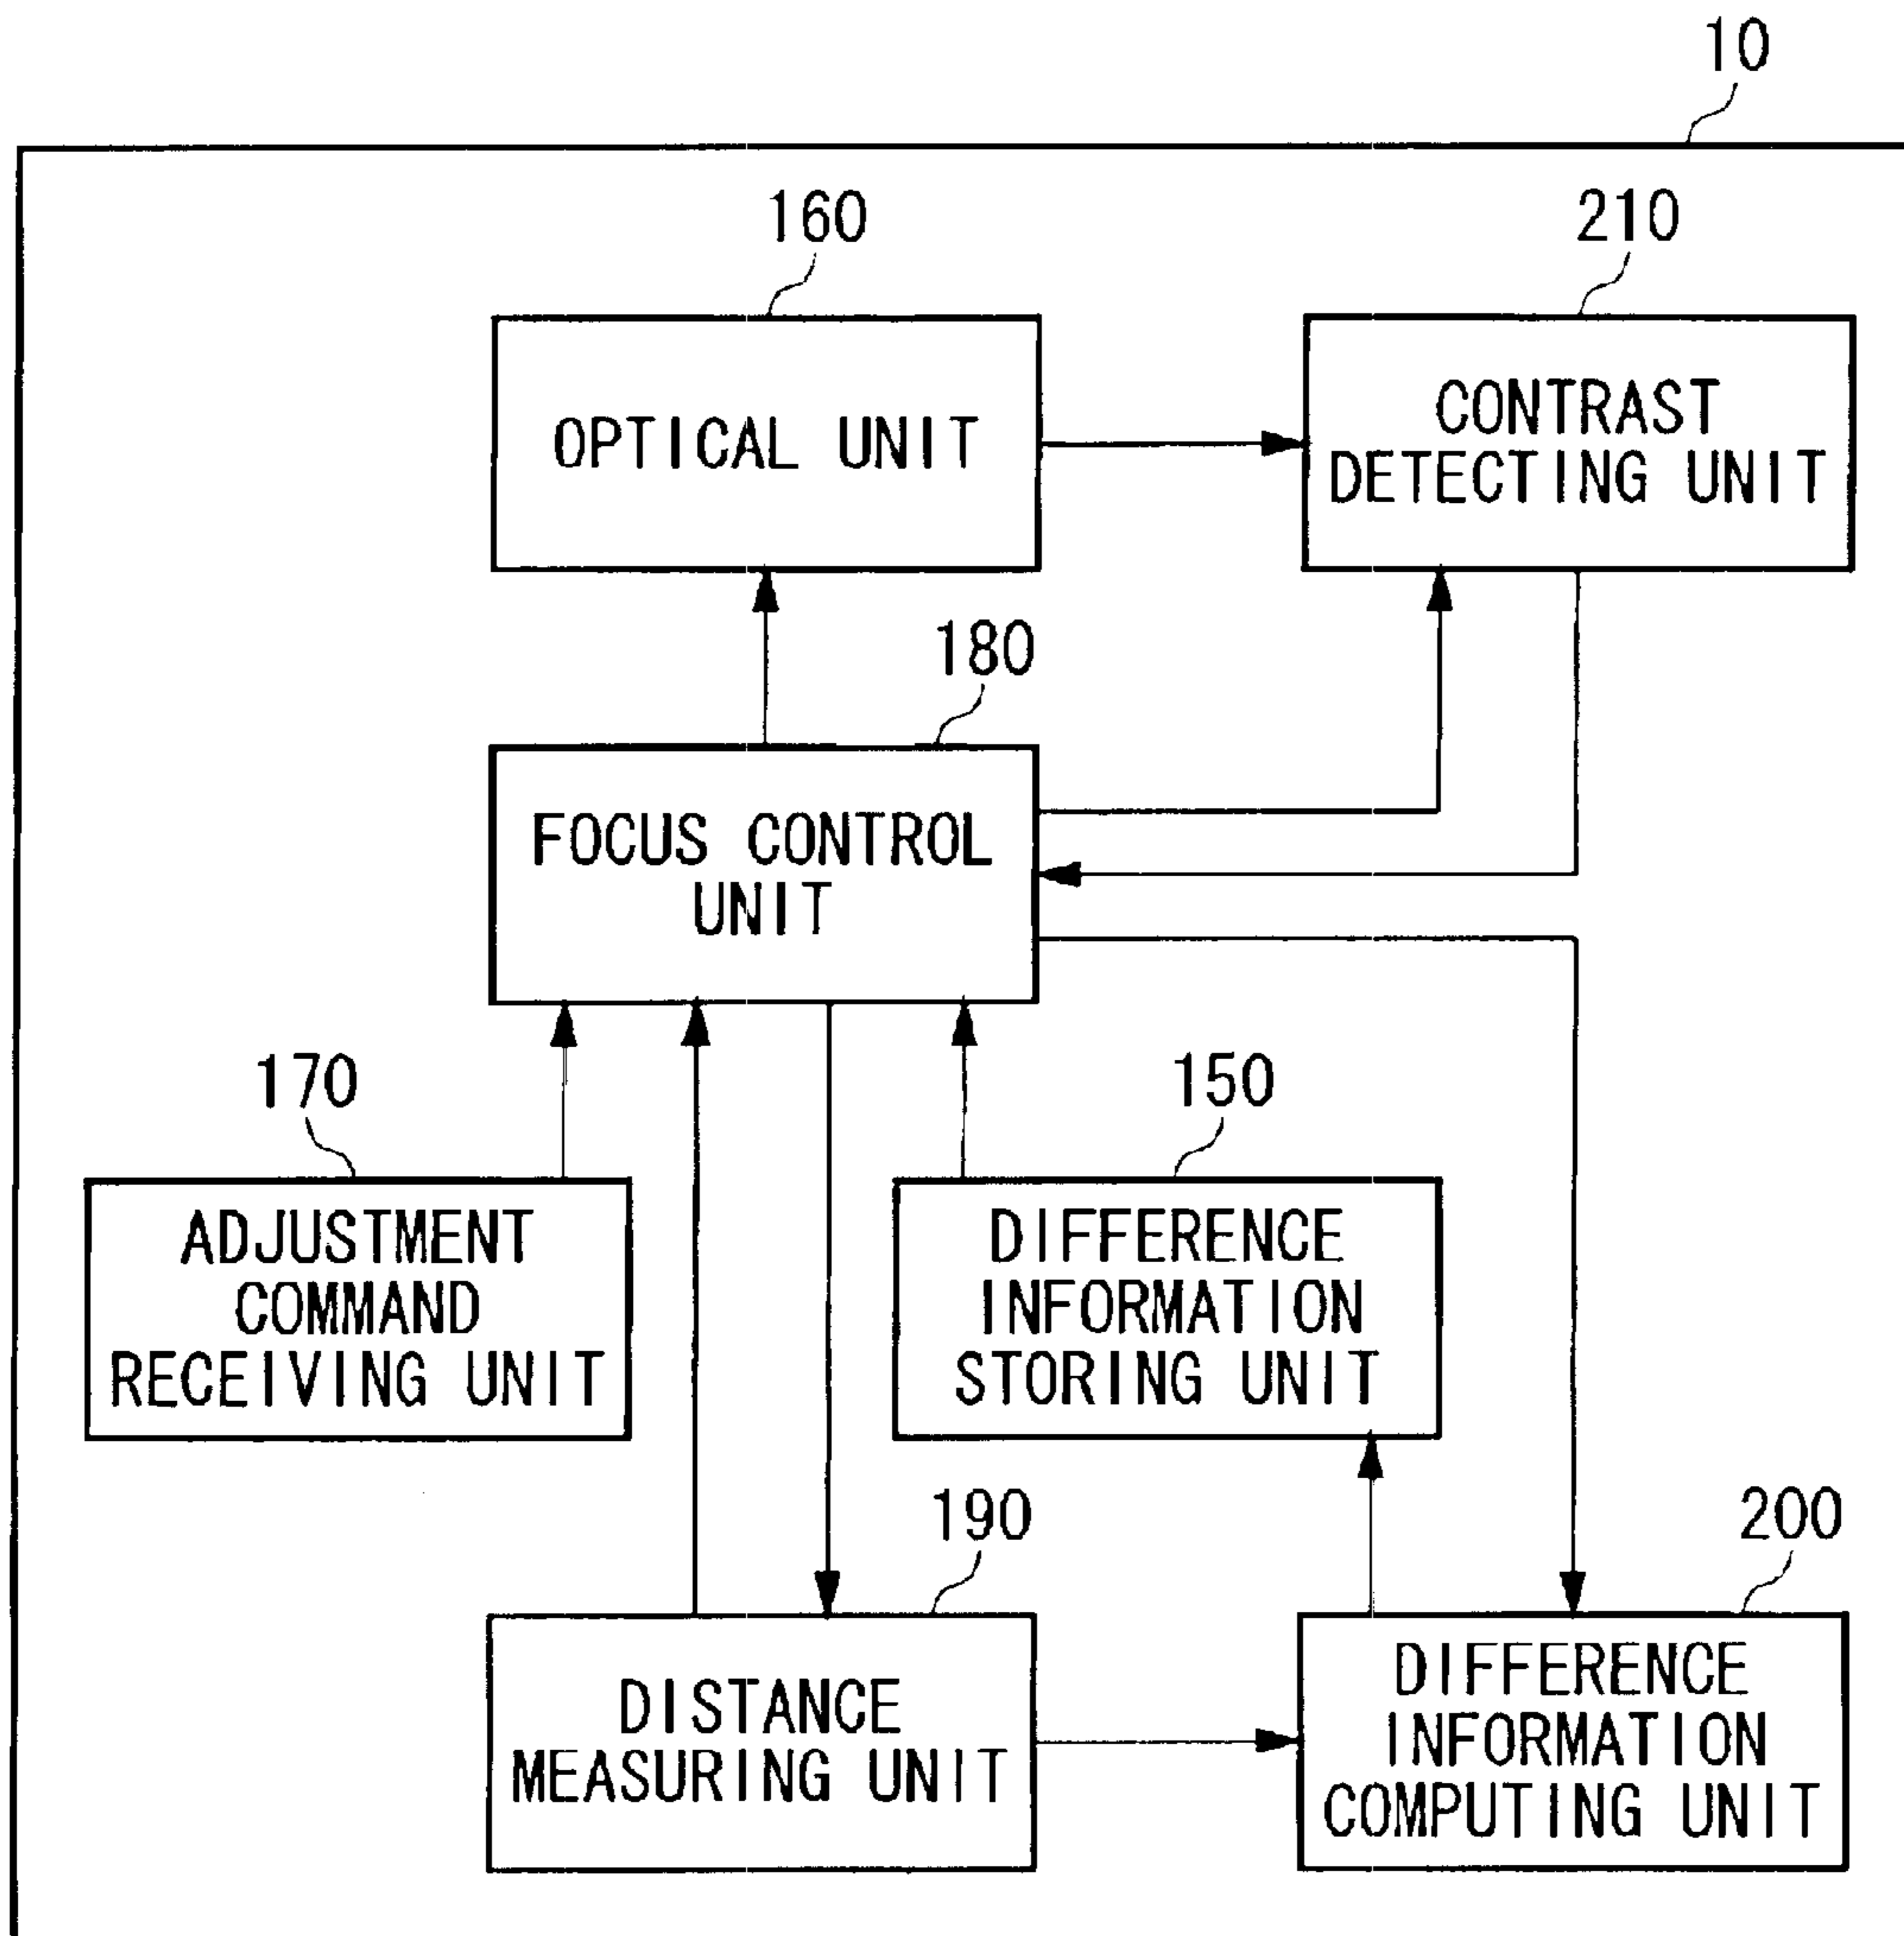 10
160
210
OPTICAL UNIT
CONTRAST
DETECTING UNIT
180
FOCUS CONTROL
UNIT
170
150
ADJUSTMENT
COMMAND
RECEIVING UNIT
DIFFERENCE
INFORMATION
STORING UNIT
190
200
DISTANCE
MEASURING UNIT
DIFFERENCE
INFORMATION
COMPUTING UNIT